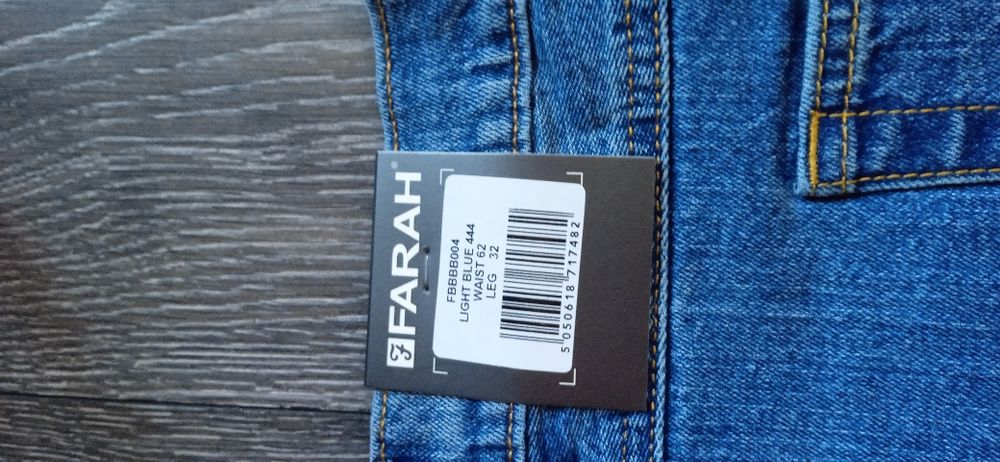 F FARAH®
FBBBB004
LIGHT BLUE 444
WAIST 62
LEG 32
5 050618 717482